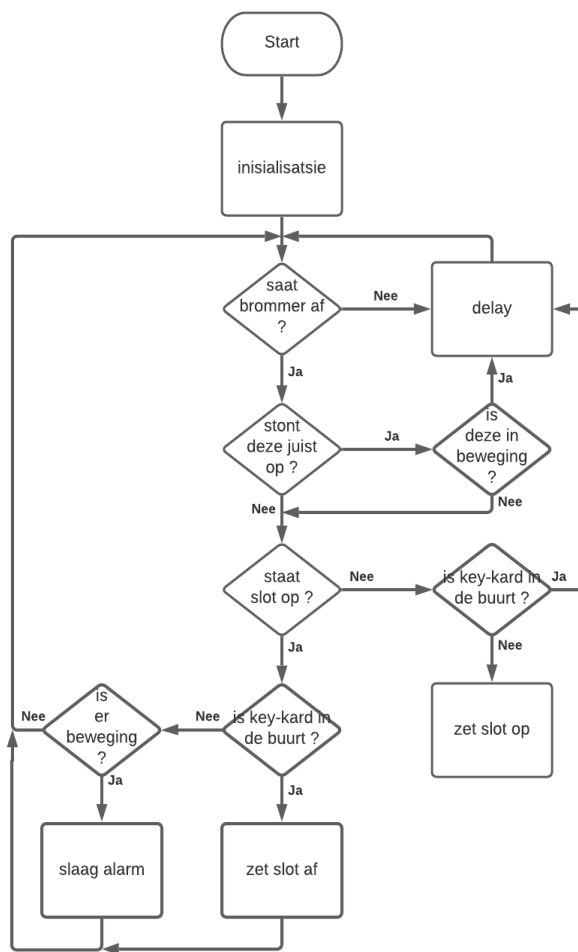 Start
inisialisatsie
saat
brommer af
?
Nee
delay
Ja
Ja
stont
deze juist
op ?
Ja
is
deze in
beweging
?
Nee
Nee
staat
slot op ?
Nee
is key-kard in
de buurt ?
Ja
Ja
Nee
is
er
beweging
?
Nee
Nee
is key-kard in
de buurt ?
zet slot op
Ja
Ja
slaag alarm
zet slot af